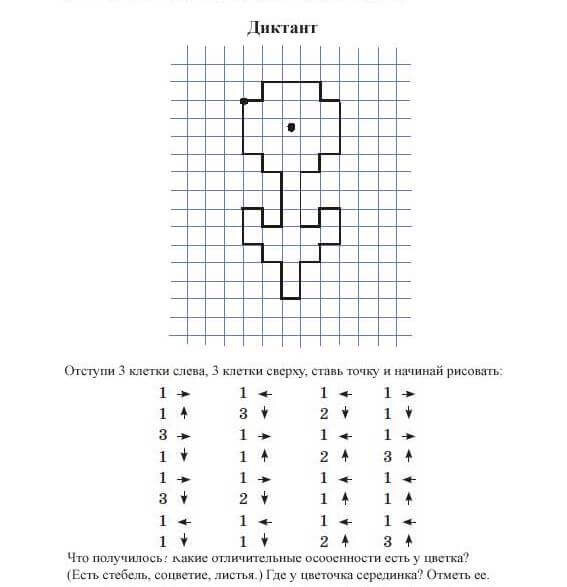 Диктант
Отступи 3 клетки слева, 3 клетки сверху, ставь точку и начинай рисовать:
1 → 1 ← 1 ← 1 →
1 ↑ 3 ↓ 2 ↓ 1 ↓
3 → 1 → 1 ← 1 →
1 ↓ 1 ↑ 2 ↑ 3 ↑
1 → 1 → 1 ← 1 ←
3 ↓ 2 ↓ 1 ↑ 1 ↑
1 ← 1 ← 1 ← 1 ←
1 ↓ 1 ↓ 2 ↑ 3 ↑
Что получилось? Какие отличительные особенности есть у цветка?
(Есть стебель, соцветие, листья.) Где у цветочка серединка? Отметь ее.